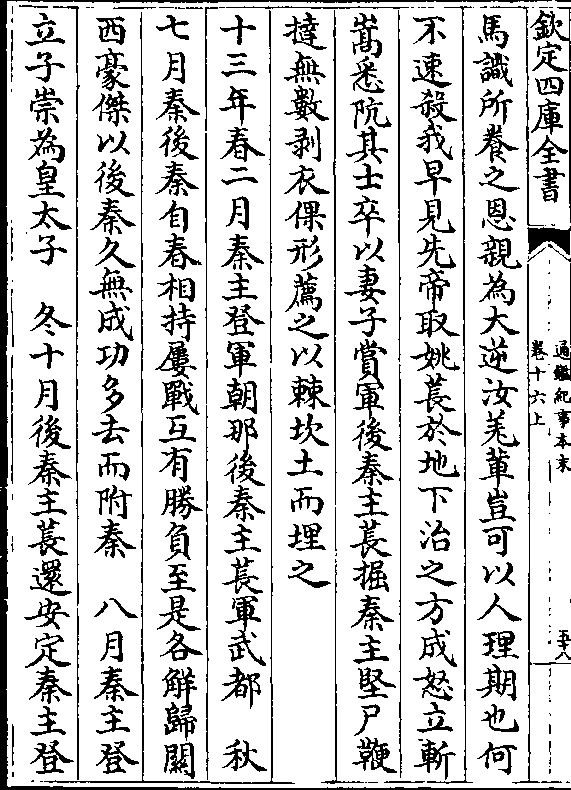 欽定四庫全書
通鑑紀事本末
卷十六上
五十八
馬識所養之恩親為大逆汝羌輩豈可以人理期也何
不速殺我早見先帝取姚萇於地下治之方成怒立斬
嵩悉阬其士卒以妻子賞軍後秦主萇掘秦主堅尸鞭
撻無數剥衣倮形薦之以棘坎土而埋之
十三年春二月秦主登軍朝那後秦主萇軍武都　秋
七月秦後秦自春相持屢戰互有勝負至是各解歸關
西豪傑以後秦久無成功多去而附秦　八月秦主登
立子崇為皇太子　冬十月後秦主萇還安定秦主登